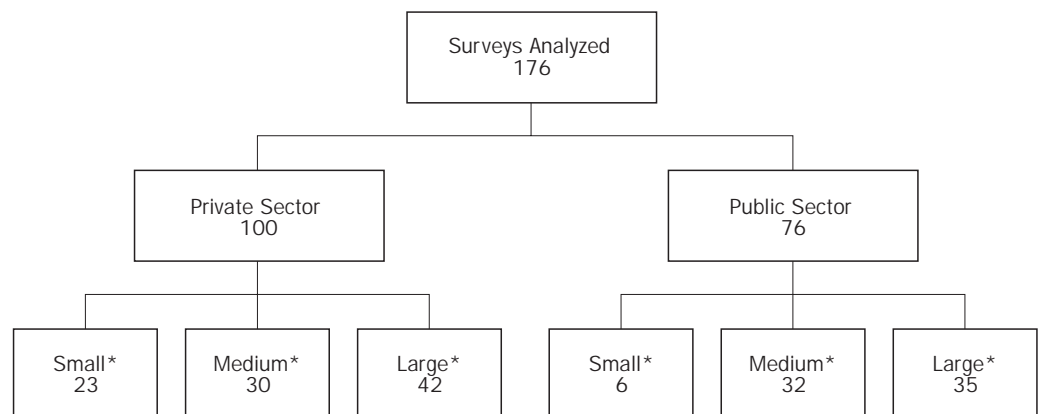 Surveys Analyzed
176
Private Sector
100
Public Sector
76
Small*
23
Medium*
30
Large*
42
Small*
6
Medium*
32
Large*
35